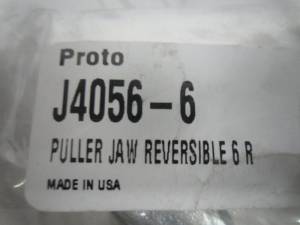 Proto
J4056-6
PULLER JAW REVERSIBLE 6 R
MADE IN USA